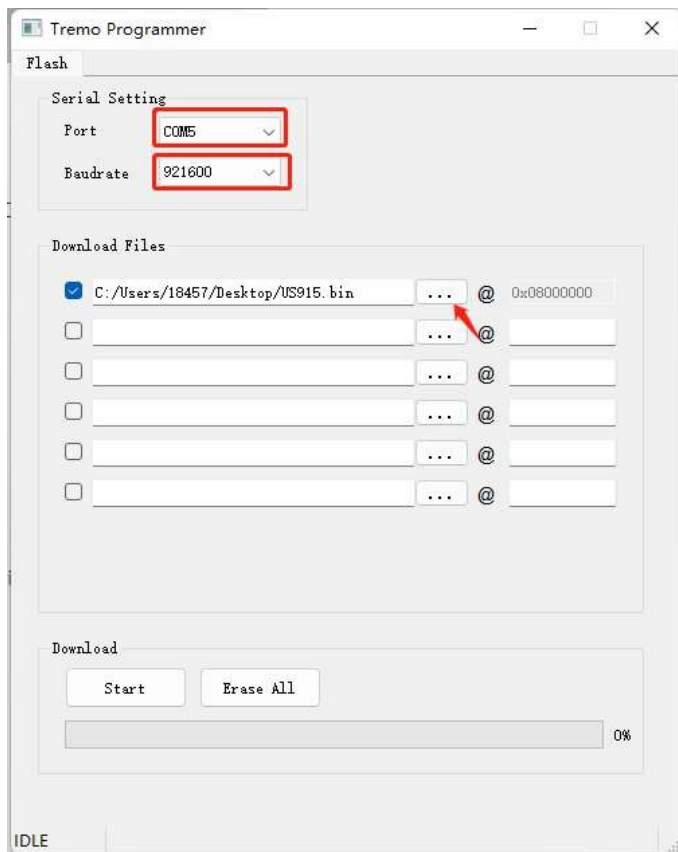 Tremo Programmer
Flash
Serial Setting
Port COM5
Baudrate 921600
Download Files
C:/Users/18457/Desktop/US915.bin ... @ 0x08000000
... @
... @
... @
... @
... @
Download
Start Erase All
0%
IDLE